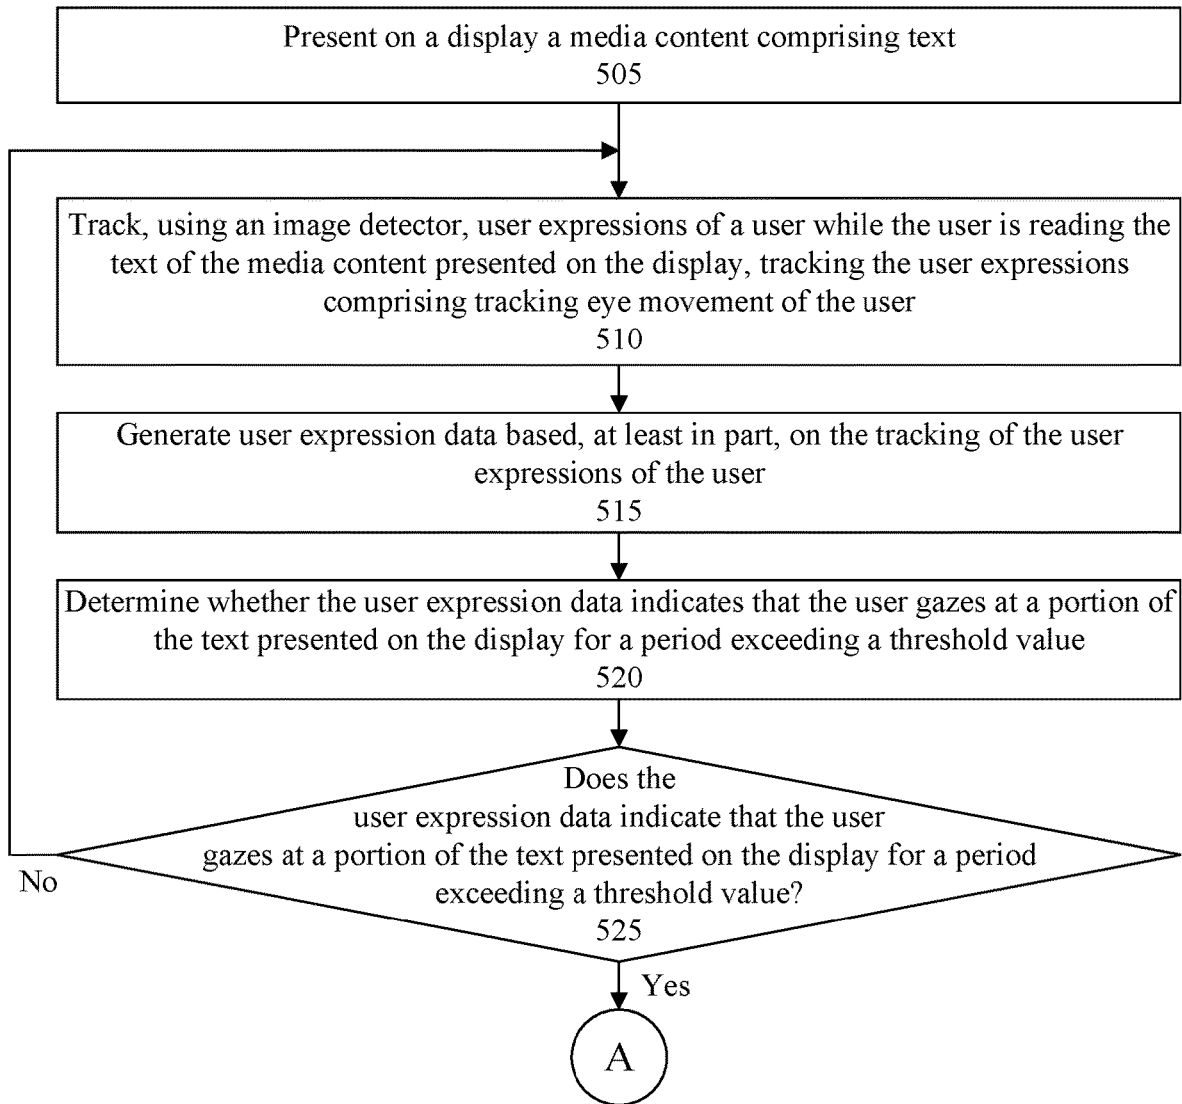 Present on a display a media content comprising text
505
Track, using an image detector, user expressions of a user while the user is reading the
text of the media content presented on the display, tracking the user expressions
comprising tracking eye movement of the user
510
Generate user expression data based, at least in part, on the tracking of the user
expressions of the user
515
Determine whether the user expression data indicates that the user gazes at a portion of
the text presented on the display for a period exceeding a threshold value
520
Does the
user expression data indicate that the user
gazes at a portion of the text presented on the display for a period
exceeding a threshold value?
525
No
Yes
A